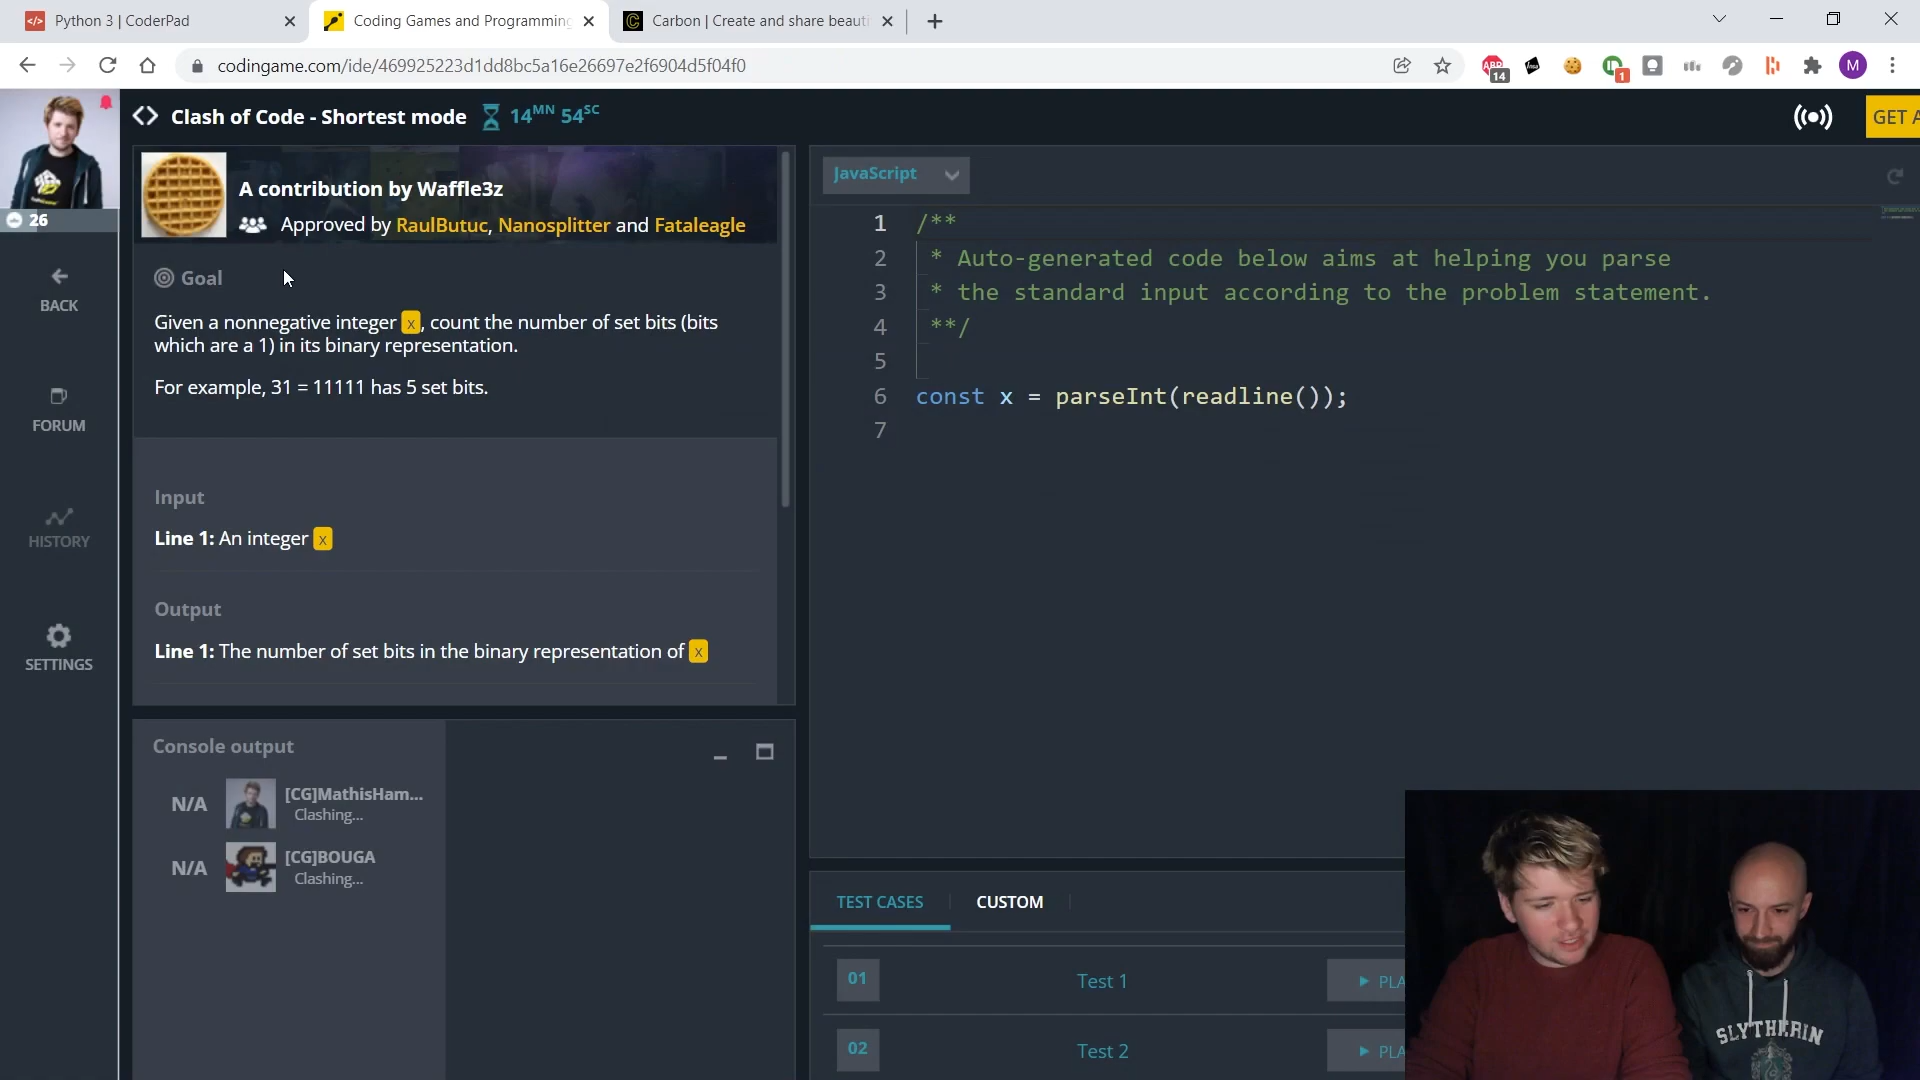 Python 3 | CoderPad
Coding Games and Programming
Carbon | Create and share beauti
codingame.com/ide/469925223d1dd8bc5a16e26697e2f6904d5f04f0
ABP
14
1
M
Clash of Code - Shortest mode
14MN 54SC
GET A
26
BACK
FORUM
HISTORY
SETTINGS
A contribution by Waffle3z
Approved by RaulButuc, Nanosplitter and Fataleagle
Goal
Given a nonnegative integer x, count the number of set bits (bits
which are a 1) in its binary representation.
For example, 31 = 11111 has 5 set bits.
Input
Line 1: An integer x
Output
Line 1: The number of set bits in the binary representation of x
Console output
N/A
[CG]MathisHam...
Clashing...
N/A
[CG]BOUGA
Clashing...
JavaScript
1 /**
2 * Auto-generated code below aims at helping you parse
3 * the standard input according to the problem statement.
4 **/
5
6 const x = parseInt(readline());
7
TEST CASES
CUSTOM
01 Test 1 PLA
02 Test 2 PLA
SLYTHERIN